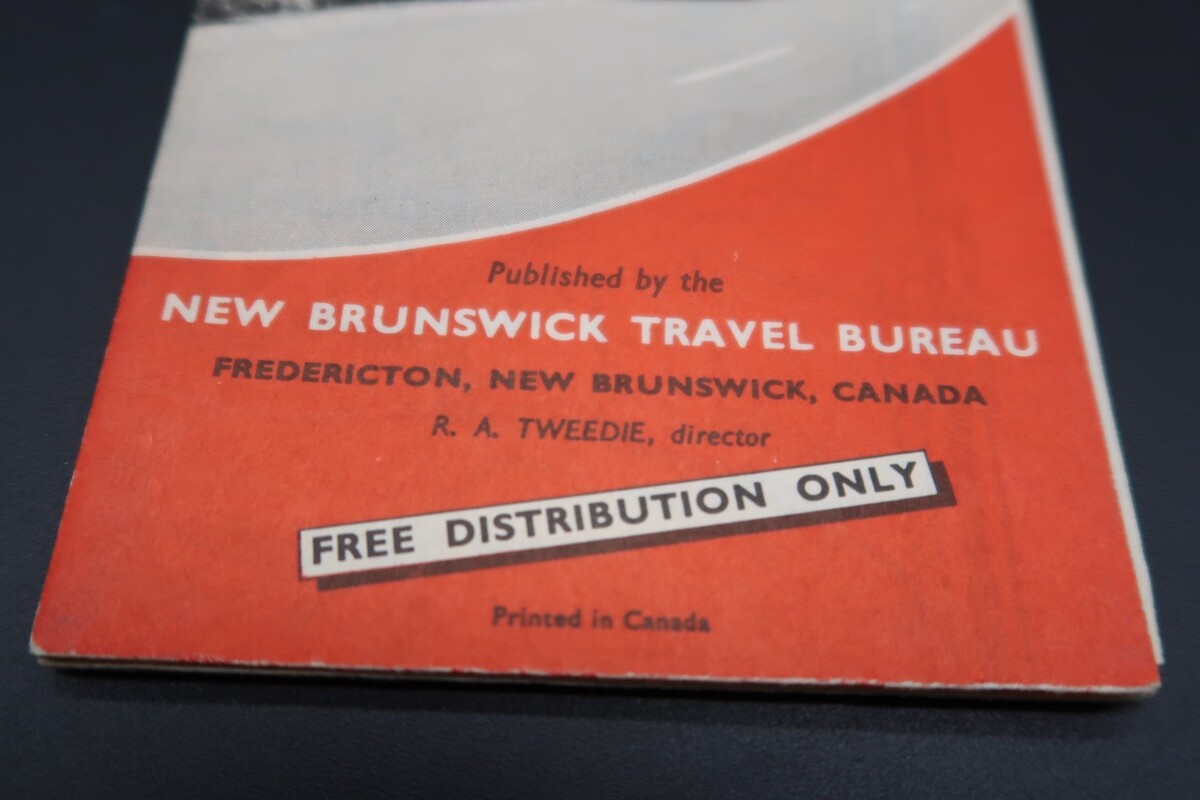 Published by the
NEW BRUNSWICK TRAVEL BUREAU
FREDERICTON, NEW BRUNSWICK, CANADA
R. A. TWEEDIE, director
FREE DISTRIBUTION ONLY
Printed in Canada